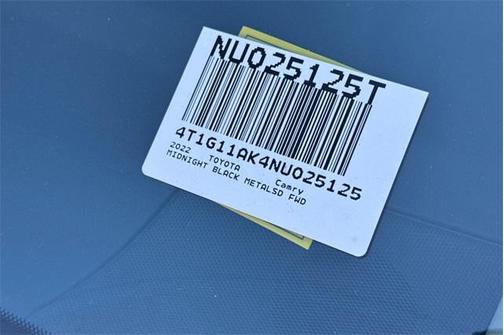 NU025125T
4T1G11AK4NU025125
2022 TOYOTA Camry
MIDNIGHT BLACK METALSD FWD